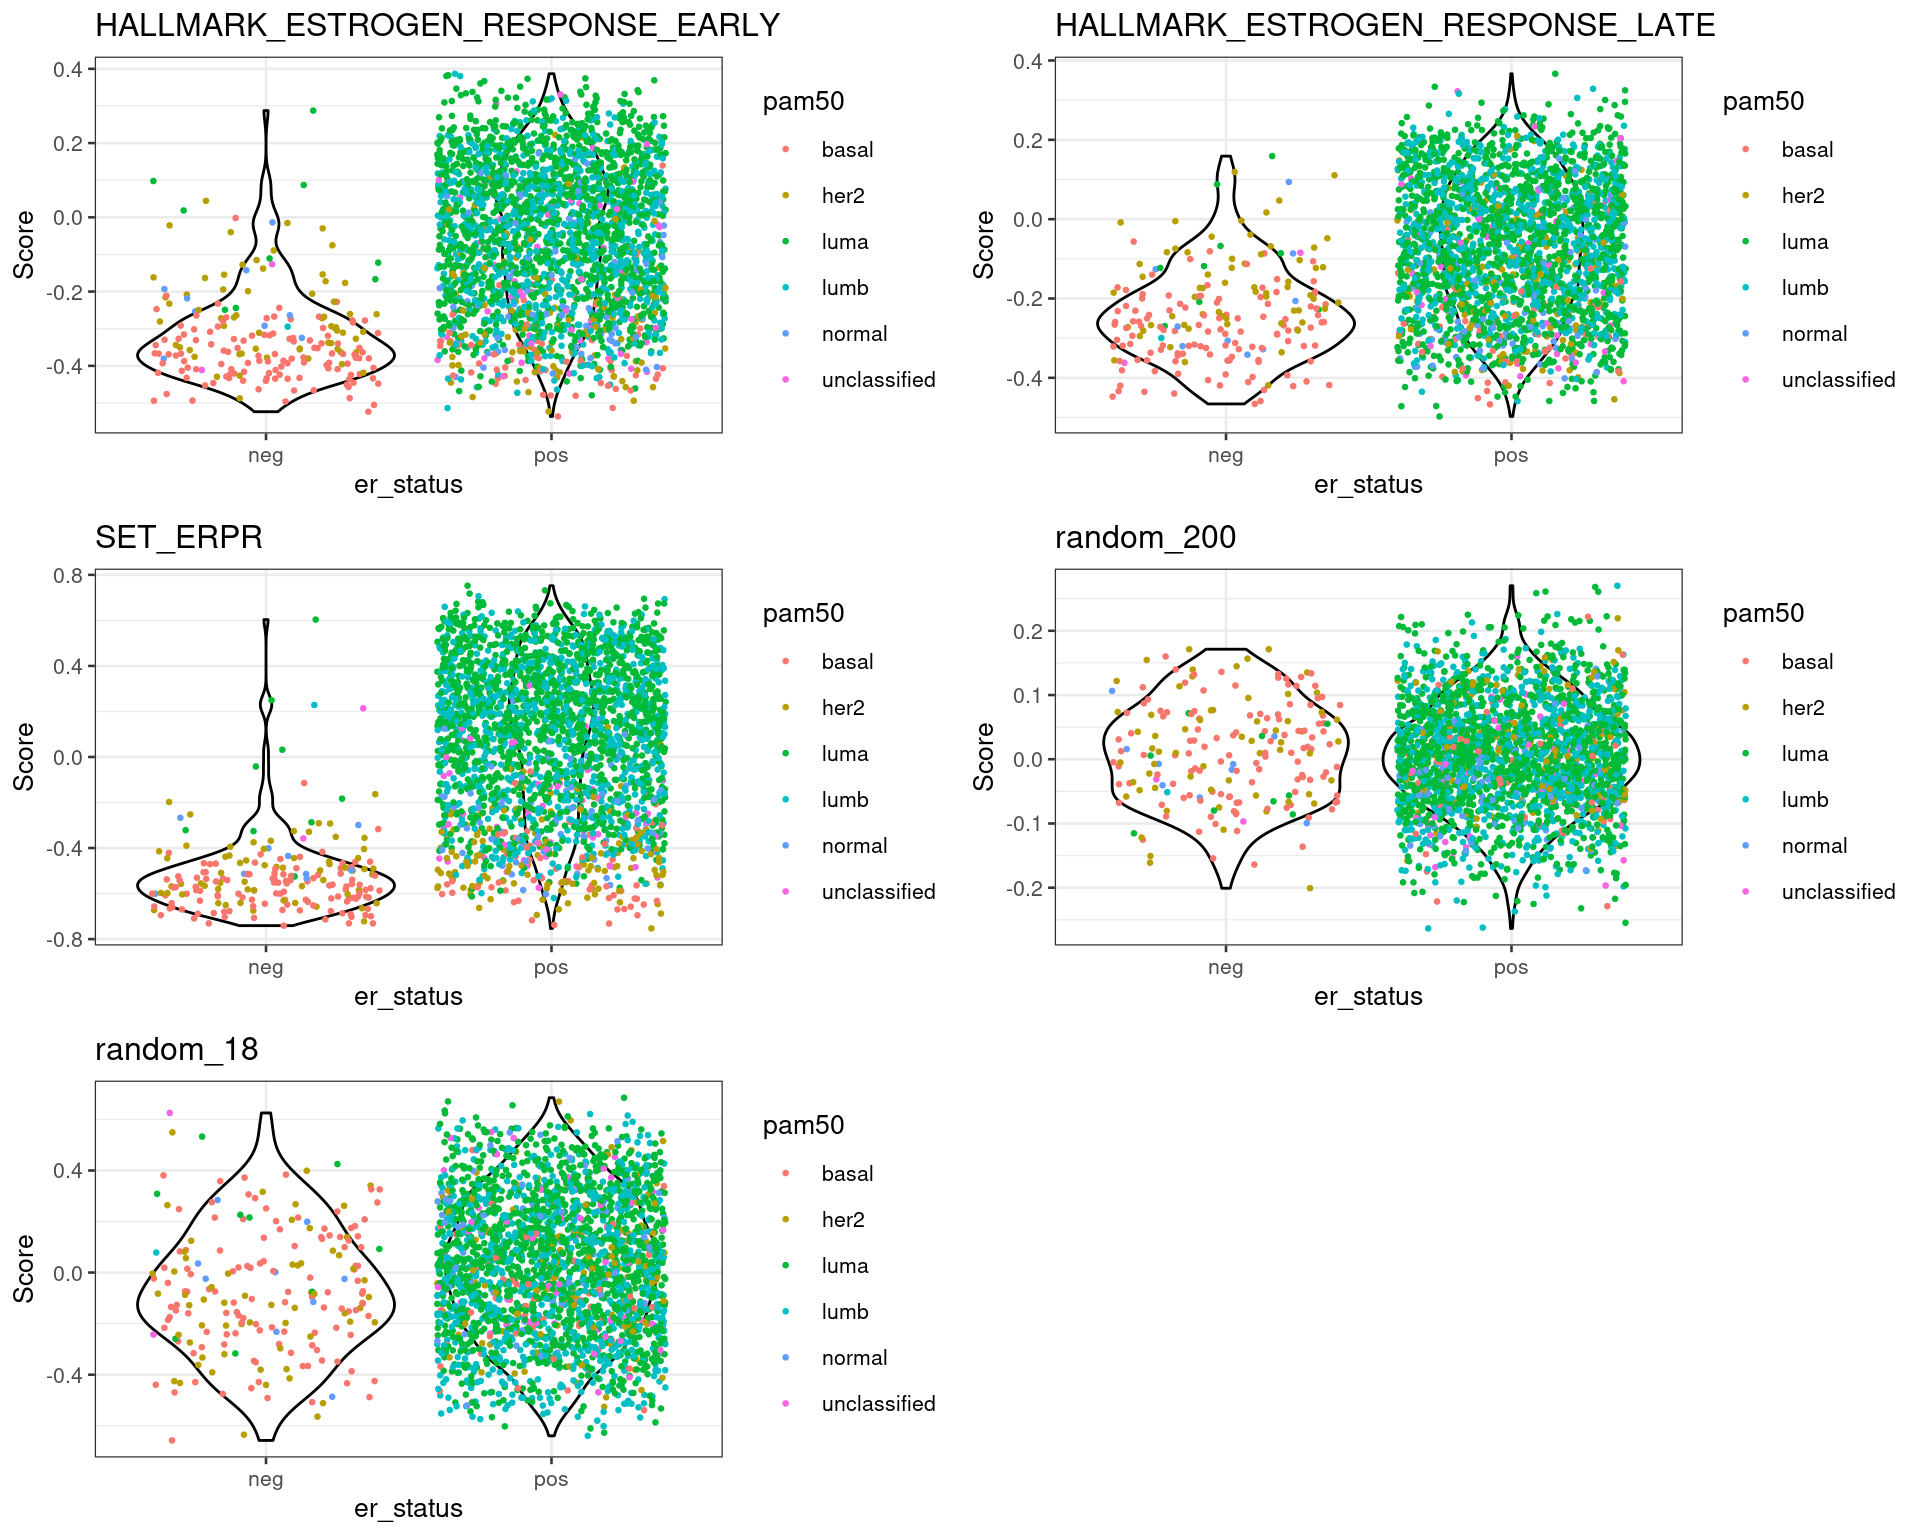 HALLMARK_ESTROGEN_RESPONSE_EARLY
0.4
0.2
0.0
-0.2
-0.4
Score
neg
pos
er_status
pam50
basal
her2
luma
lumb
normal
unclassified
HALLMARK_ESTROGEN_RESPONSE_LATE
0.4
0.2
0.0
-0.2
-0.4
Score
neg
pos
er_status
pam50
basal
her2
luma
lumb
normal
unclassified
SET_ERPR
0.8
0.4
0.0
-0.4
-0.8
Score
neg
pos
er_status
pam50
basal
her2
luma
lumb
normal
unclassified
random_200
0.2
0.1
0.0
-0.1
-0.2
Score
neg
pos
er_status
pam50
basal
her2
luma
lumb
normal
unclassified
random_18
0.4
0.0
-0.4
Score
neg
pos
er_status
pam50
basal
her2
luma
lumb
normal
unclassified